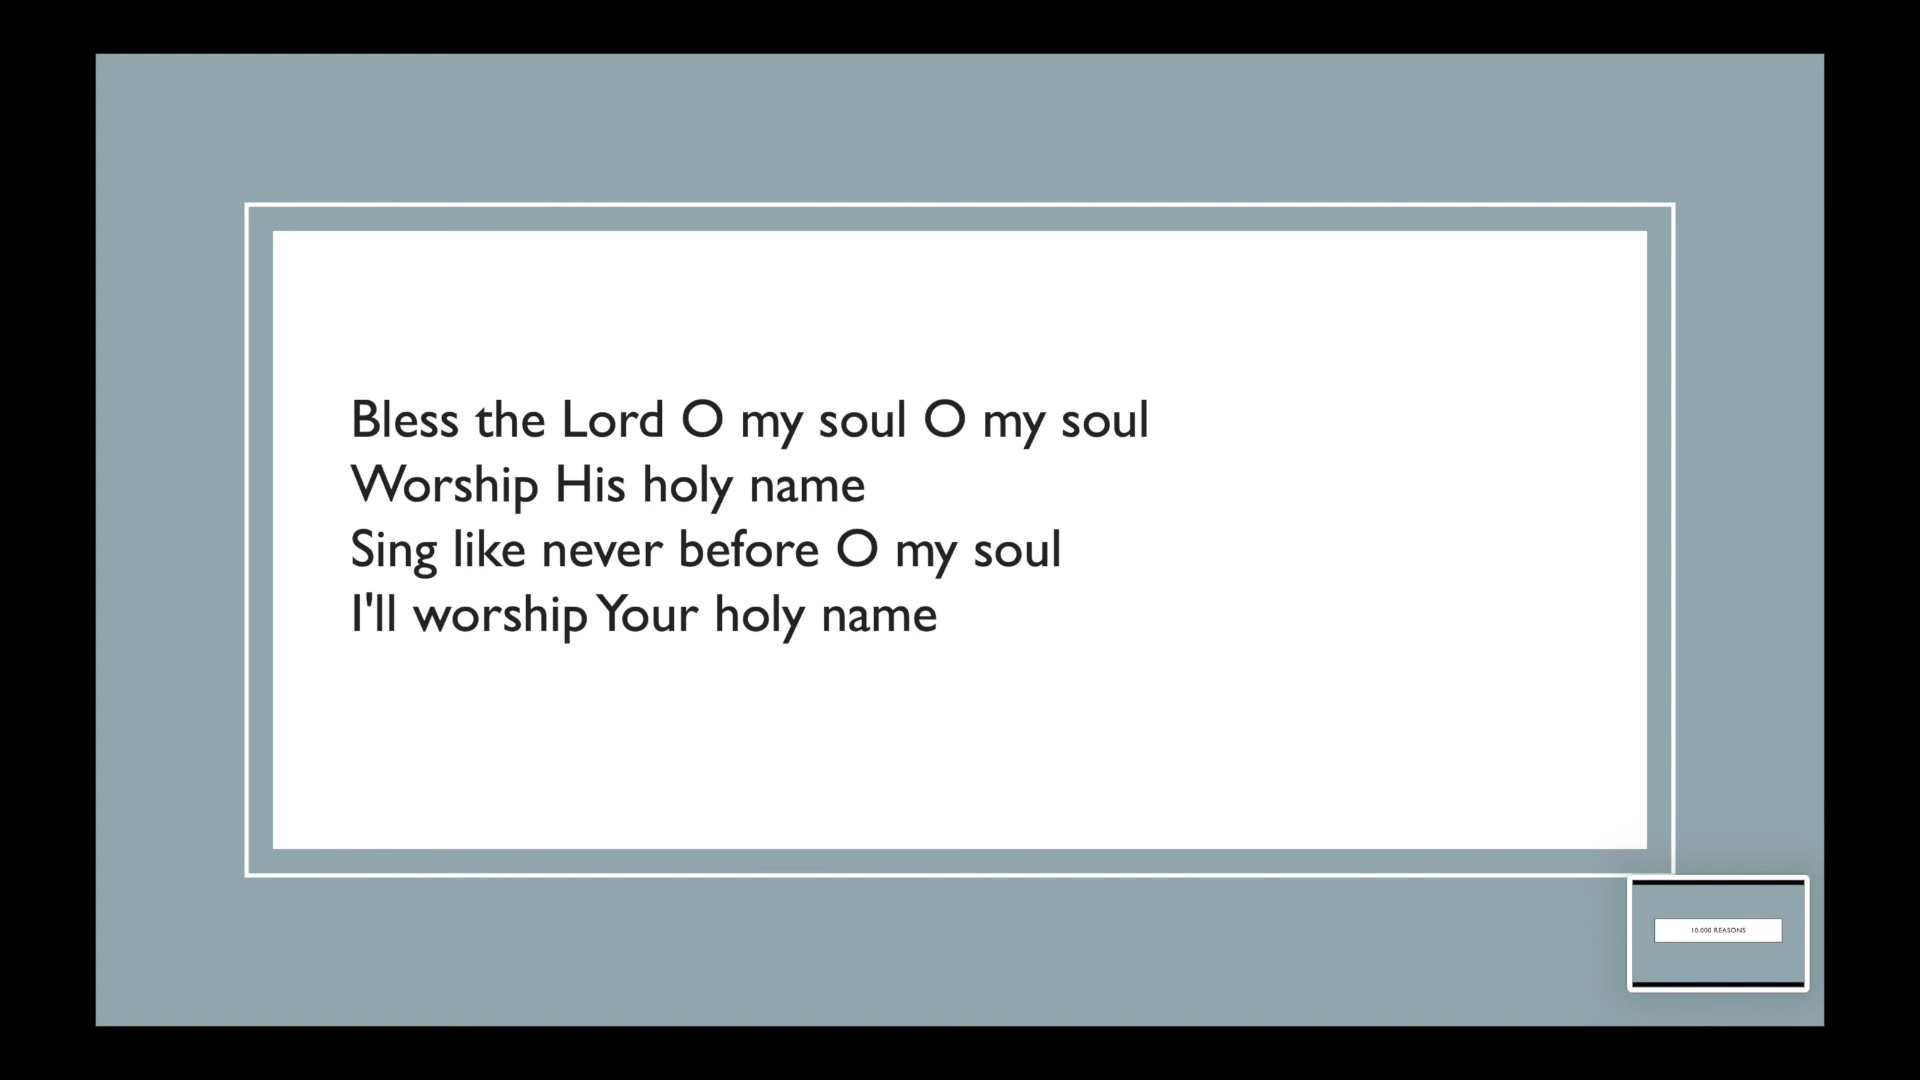 Bless the Lord O my soul O my soul
Worship His holy name
Sing like never before O my soul
I'll worship Your holy name
10.000 REASONS